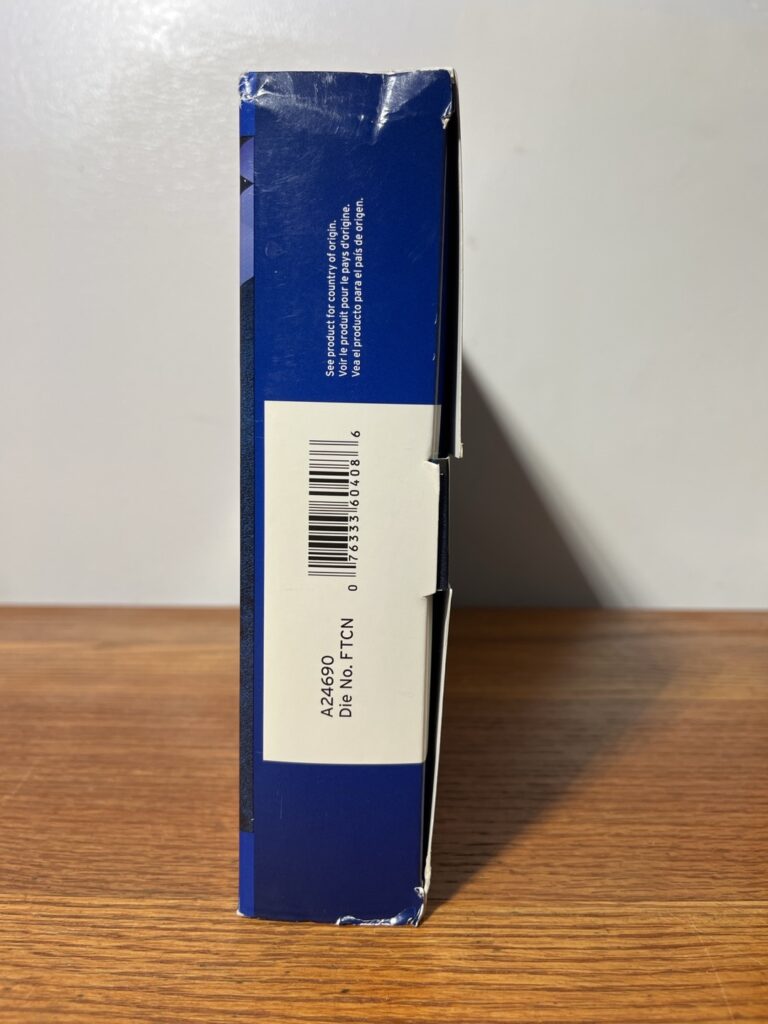 See product for country of origin.
Voir le produit pour le pays d'origine.
Vea el producto para el país de origen.
0 76333 60408 6
A24690
Die No. FTCN